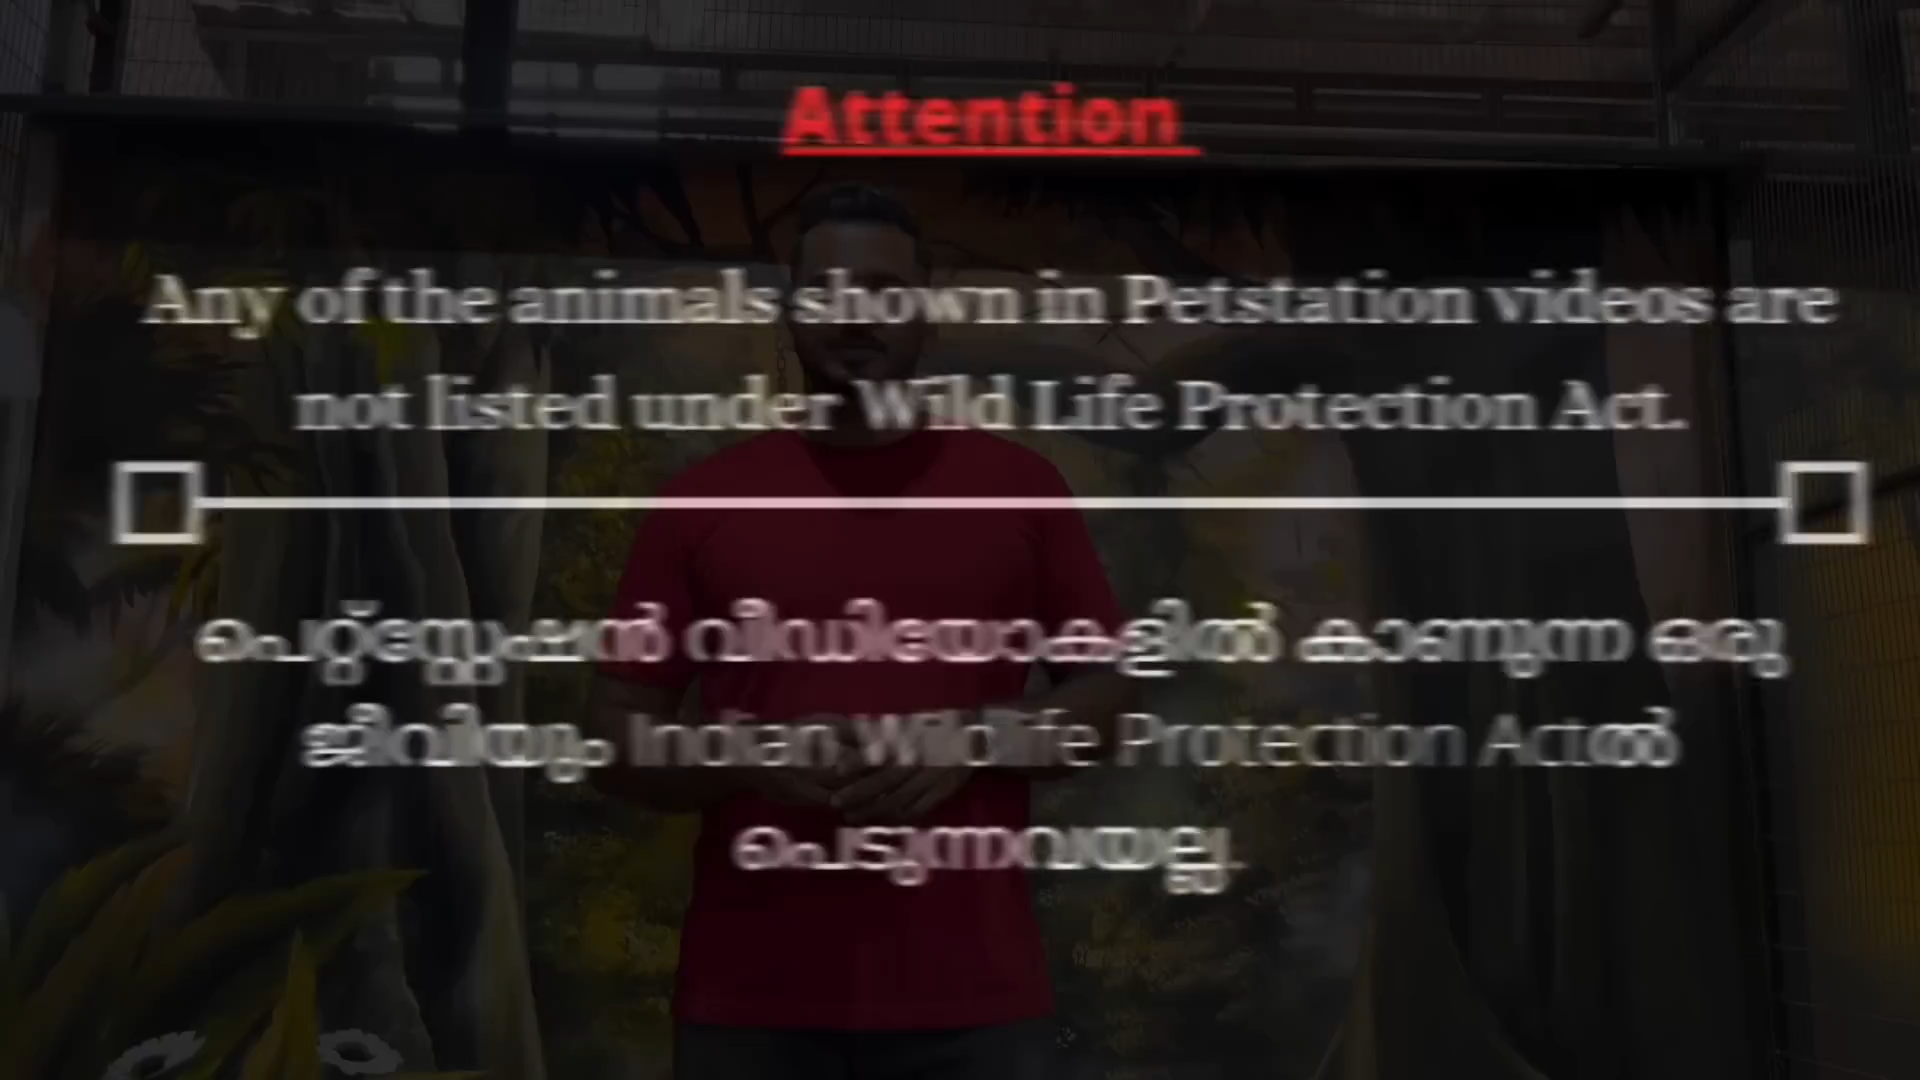 Attention
Any of the animals shown in Petstation videos are
not listed under Wild Life Protection Act.
പെറ്റ്സ്റ്റേഷൻ വീഡിയോകളിൽ കാണുന്ന ഒരു
ജീവിയും Indian Wildlife Protection Actൽ
പെടുന്നവയല്ല.